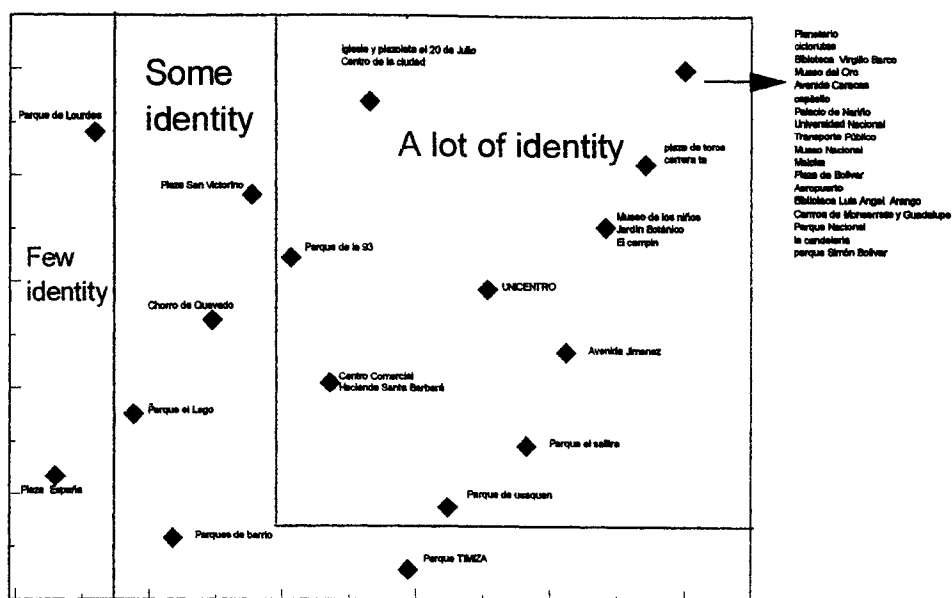 iglesia y plazoleta el 20 de Julio
Centro de la ciudad
Some
identity
A lot of identity
Parque de Lourdes
plaza de toros
carrera 7a
Plaza San Victorino
Museo de los niños
Jardín Botánico
El campin
Parque de la 93
Few
identity
UNICENTRO
Chorro de Quevedo
Avenida Jimenez
Centro Comercial
Hacienda Santa Barbará
Parque el Lago
Parque el salitre
Plaza España
Parque de usaquen
Parques de barrio
Parque TIMIZA
Planetario
ciclorutas
Biblioteca Virgilio Barco
Museo del Oro
Avenida Caracas
capitolio
Palacio de Nariño
Universidad Nacional
Transporte Público
Museo Nacional
Maloka
Plaza de Bolivar
Aeropuerto
Biblioteca Luis Angel Arango
Cerros de Monserrate y Guadalupe
Parque Nacional
la candelaria
parque Simón Bolivar